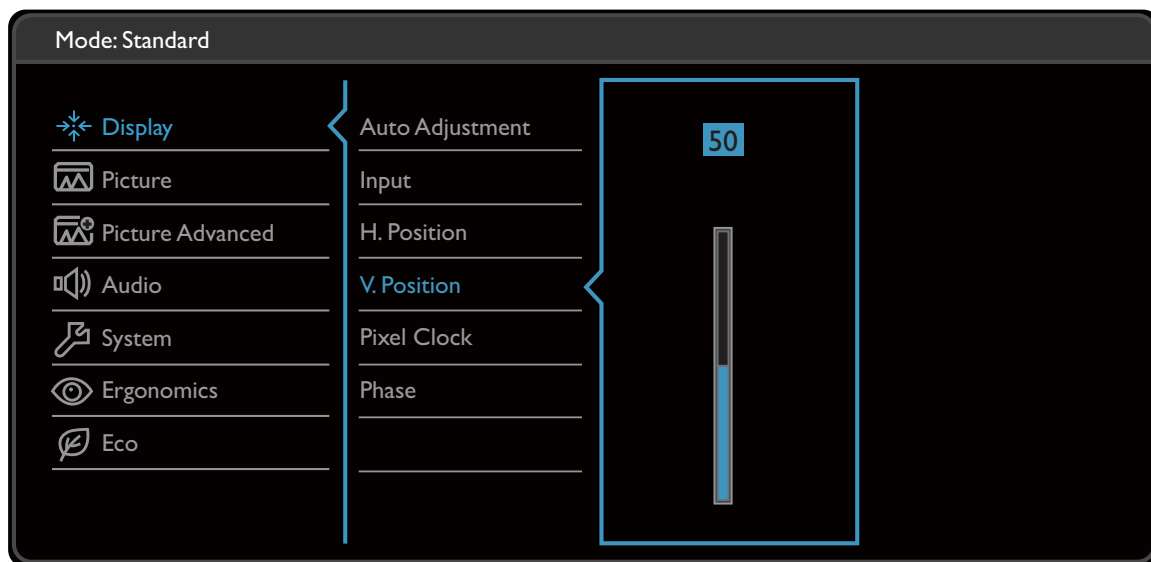 Mode: Standard
Display
Picture
Picture Advanced
Audio
System
Ergonomics
Eco
Auto Adjustment
Input
H. Position
V. Position
Pixel Clock
Phase
50